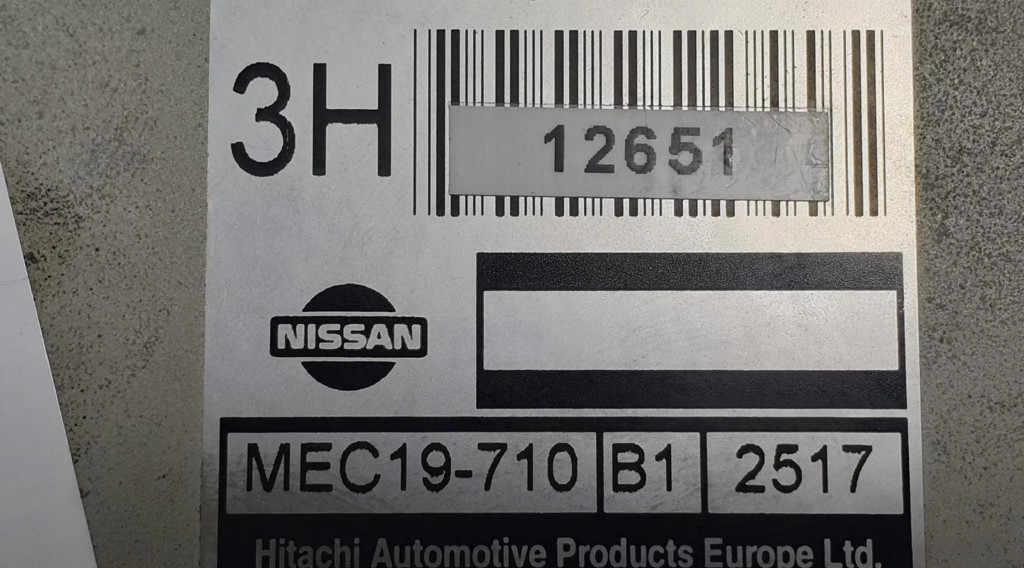 3H
12651
NISSAN
MEC19-710 B1 2517
Hitachi Automotive Products Europe Ltd.